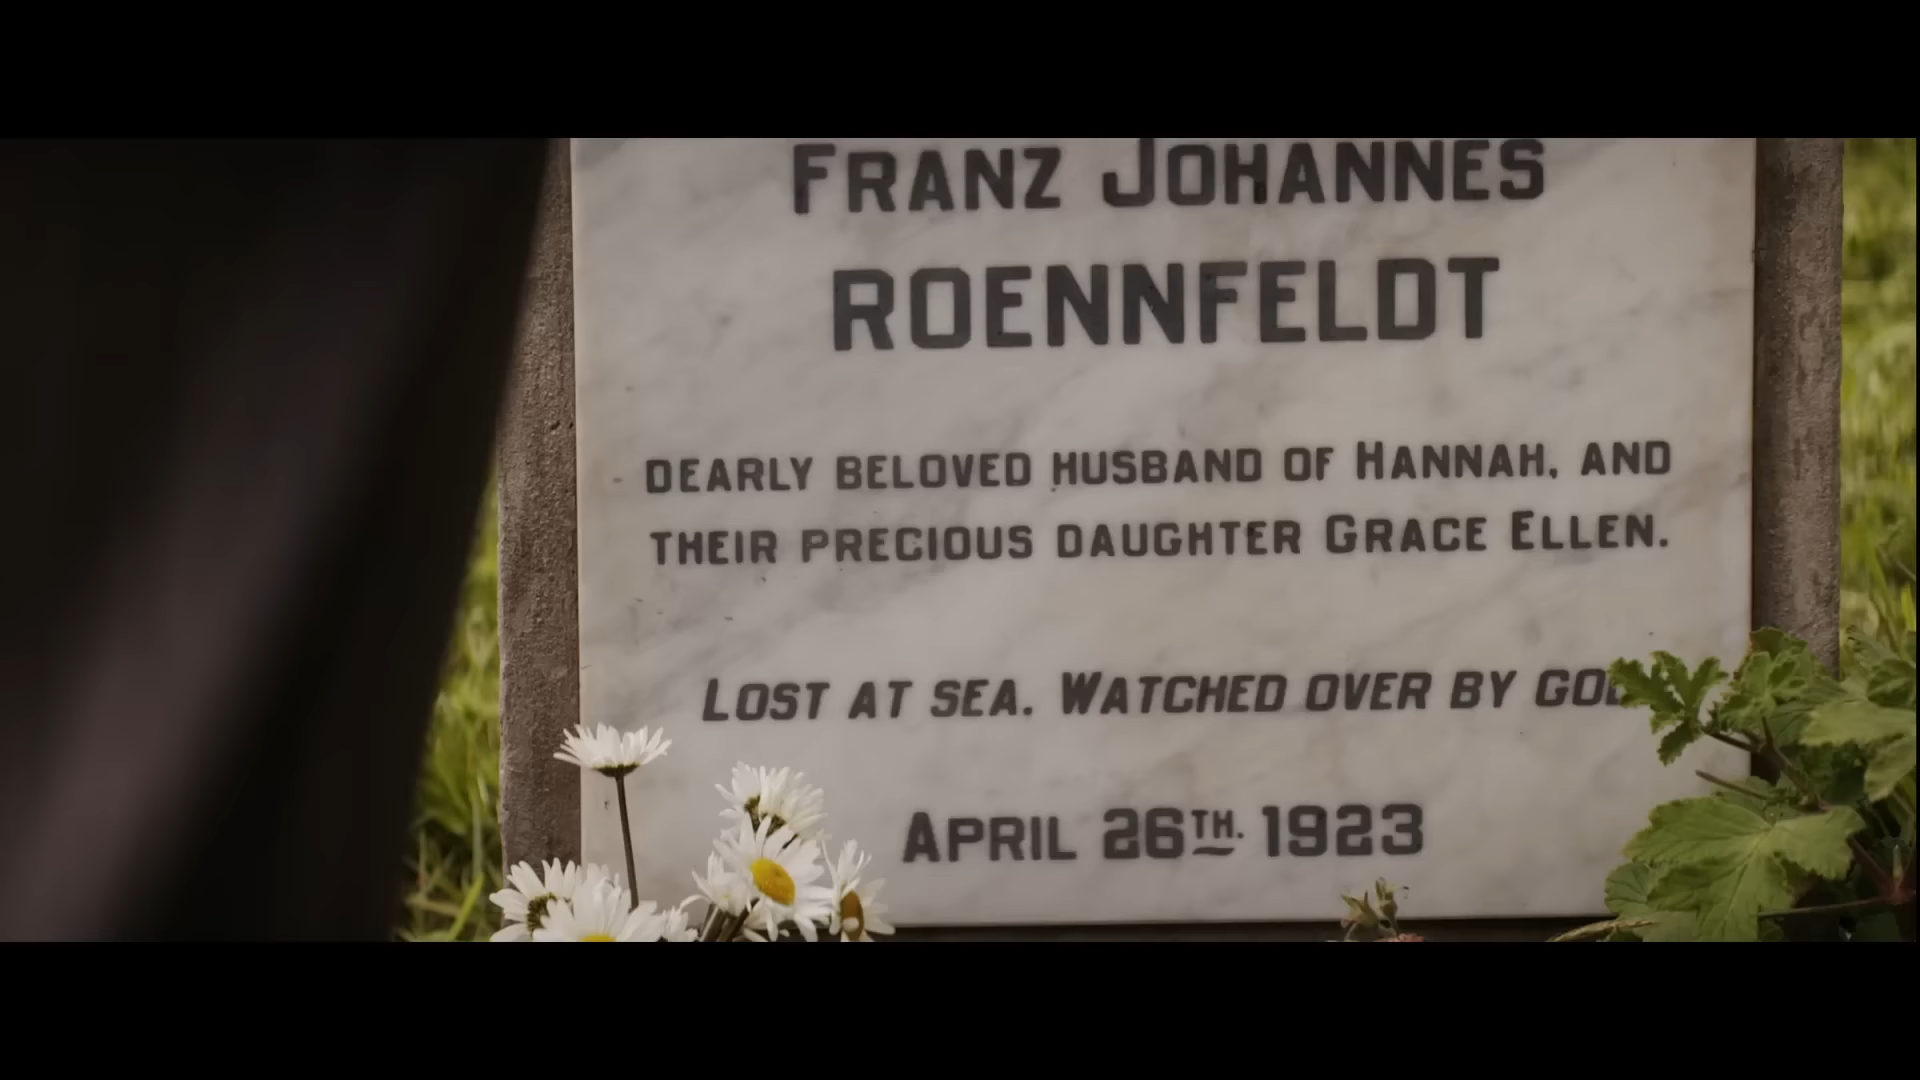 FRANZ JOHANNES
ROENNFELDT
DEARLY BELOVED HUSBAND OF HANNAH, AND
THEIR PRECIOUS DAUGHTER GRACE ELLEN.
LOST AT SEA. WATCHED OVER BY GOD
APRIL 26TH. 1923